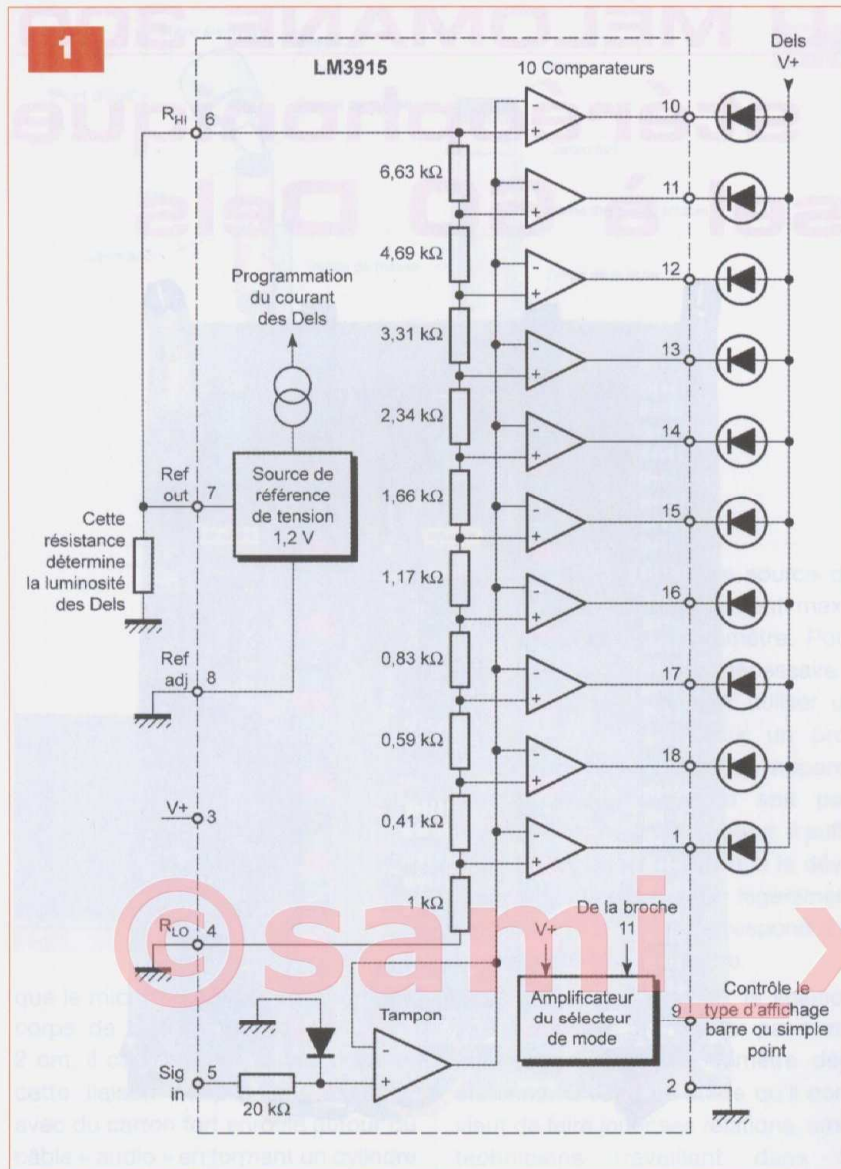 1
LM3915
10 Comparateurs
Dels
V+
RHI
6
10
6,63 kΩ
11
4,69 kΩ
12
Programmation
du courant
des Dels
3,31 kΩ
13
2,34 kΩ
14
Ref
out
7
Source de
référence
de tension
1,2 V
1,66 kΩ
15
Cette
résistance
détermine
la luminosité
des Dels
1,17 kΩ
16
Ref
adj
8
0,83 kΩ
17
0,59 kΩ
18
V+
3
0,41 kΩ
1
1 kΩ
RLO
4
De la broche
11
V+
©sami x
Tampon
Amplificateur
du sélecteur
de mode
9
Contrôle le
type d'affichage
barre ou simple
point
Sig
in
5
20 kΩ
2